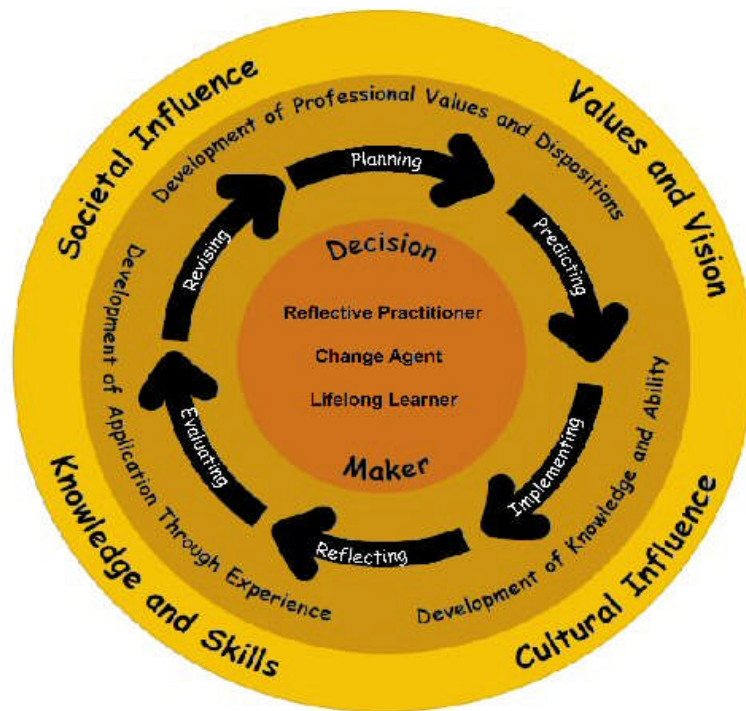 Societal Influence
Values and Vision
Cultural Influence
Knowledge and Skills
Development of Professional Values and Dispositions
Development of Knowledge and Ability
Development of Application Through Experience
Planning
Predicting
Implementing
Reflecting
Evaluating
Revising
Decision
Reflective Practitioner
Change Agent
Lifelong Learner
Maker